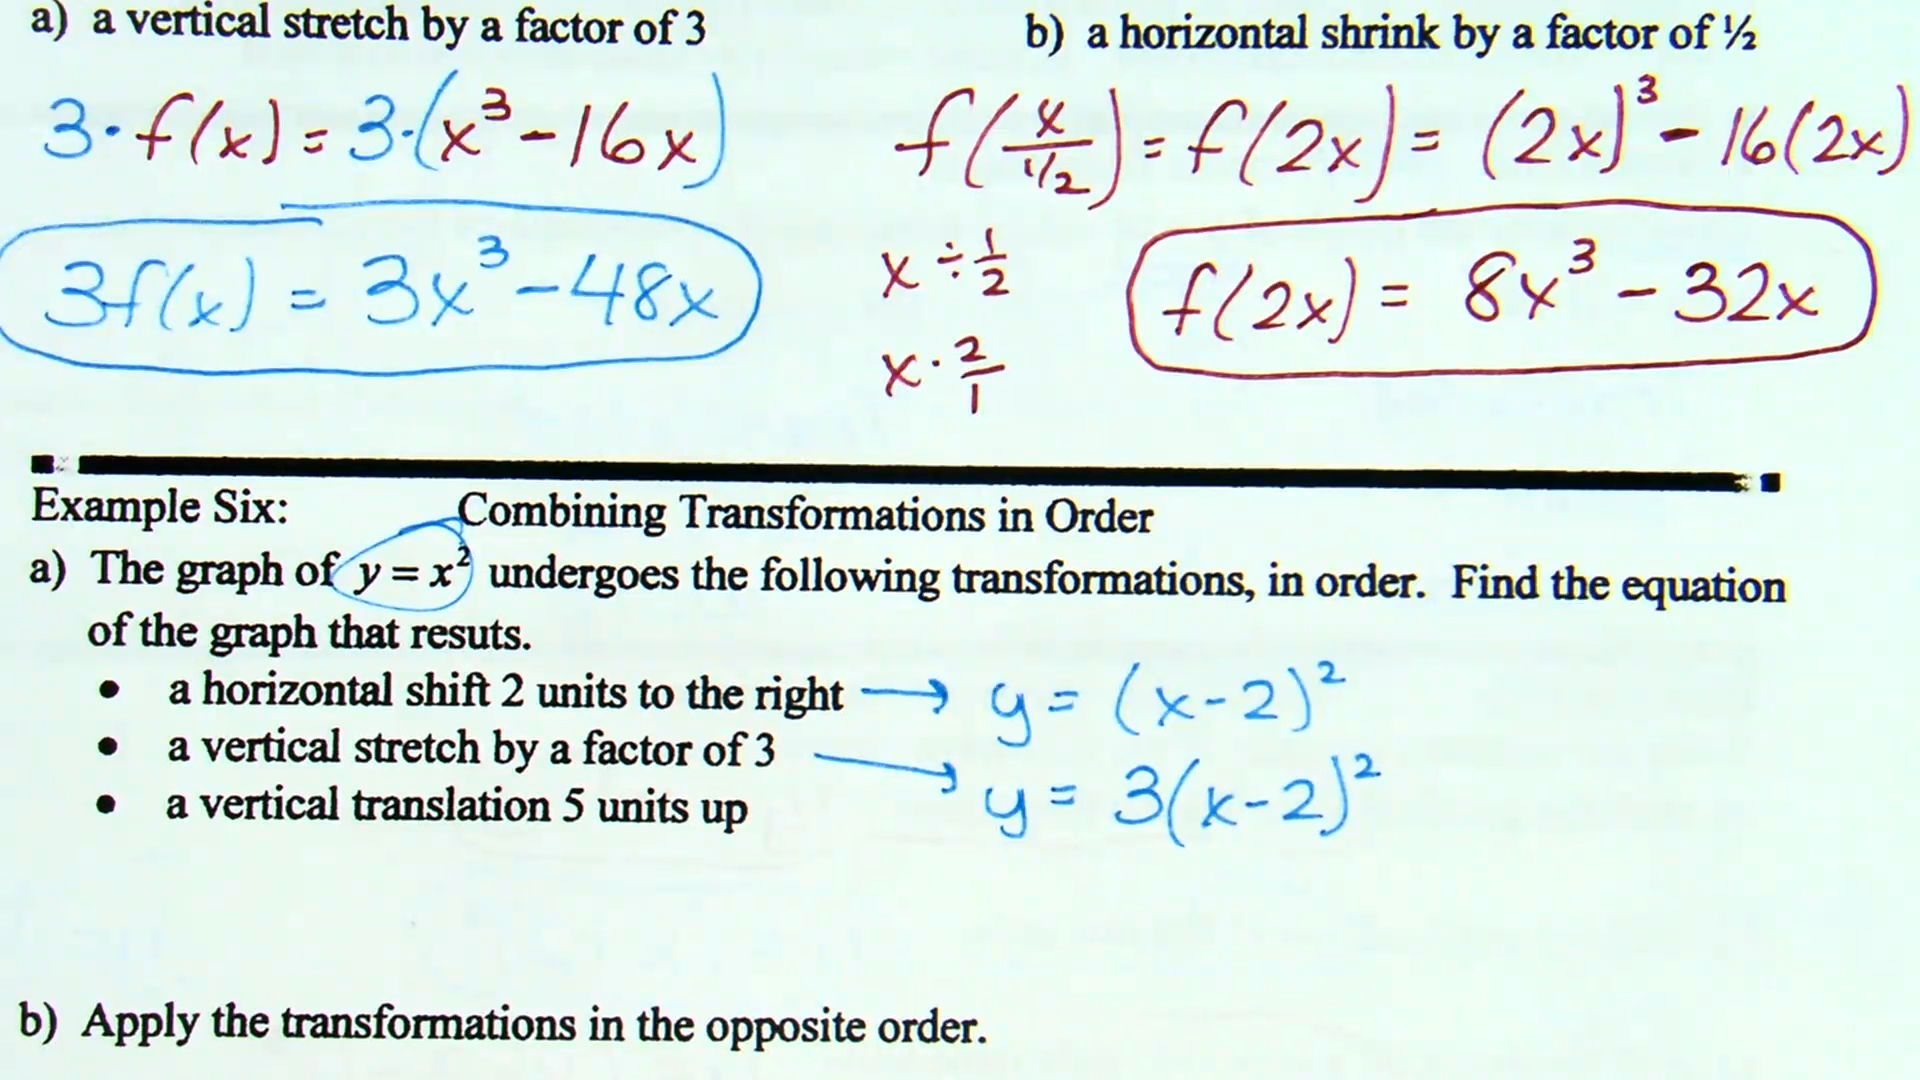 a) a vertical stretch by a factor of 3
b) a horizontal shrink by a factor of ½
3·f(x) = 3·(x³-16x)
f(x/(1/2)) = f(2x) = (2x)³ - 16(2x)
3f(x) = 3x³-48x
x ÷ 1/2
f(2x) = 8x³ - 32x
x · 2/1
Example Six: Combining Transformations in Order
a) The graph of y = x² undergoes the following transformations, in order. Find the equation
of the graph that resuts.
• a horizontal shift 2 units to the right → y = (x-2)²
• a vertical stretch by a factor of 3 → y = 3(x-2)²
• a vertical translation 5 units up
b) Apply the transformations in the opposite order.